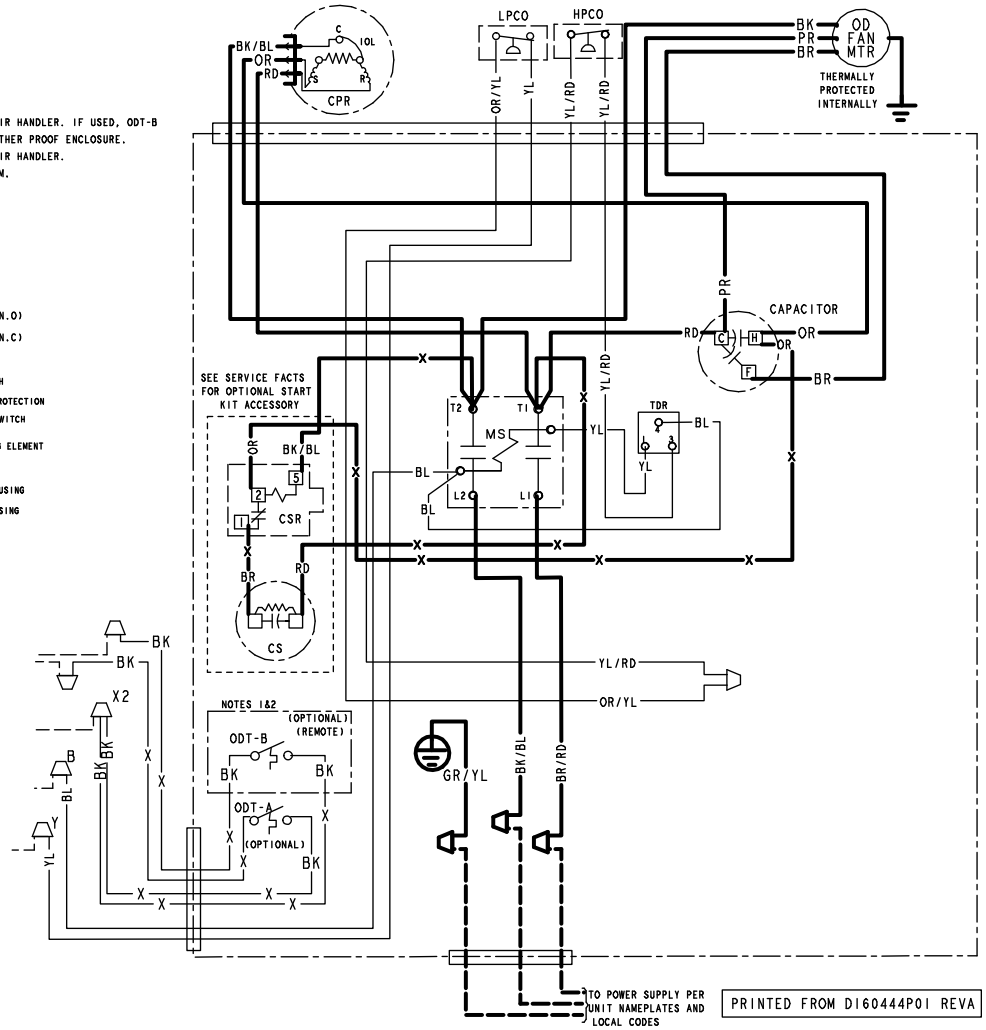 LPCO
HPCO
C
IOL
BK/BL
OR
RD
S
R
CPR
BK
PR
BR
OD
FAN
MTR
THERMALLY
PROTECTED
INTERNALLY
OR/YL
YL
YL/RD
YL/RD
IR HANDLER. IF USED, ODT-B
THER PROOF ENCLOSURE.
IR HANDLER.
M.
N.O)
N.C)
H
ROTECTION
WITCH
G ELEMENT
USING
SING
PR
CAPACITOR
RD
C
H
OR
OR
F
BR
YL/RD
SEE SERVICE FACTS
FOR OPTIONAL START
KIT ACCESSORY
X
X
T2
T1
MS
YL
TDR
4
BL
1
3
YL
OR
BK/BL
X
BL
BL
X
5
2
1
CSR
L2
L1
X
X
X
X
X
X
BR
RD
CS
BK
BK
YL/RD
OR/YL
X2
BK
BK
X
X
NOTES 1&2
(OPTIONAL)
(REMOTE)
ODT-B
BK
BK
GR/YL
BK/BL
BR/RD
B
BL
Y
YL
ODT-A
X
X
X
(OPTIONAL)
BK
X
X
X
X
TO POWER SUPPLY PER
UNIT NAMEPLATES AND
LOCAL CODES
PRINTED FROM D160444P01 REVA